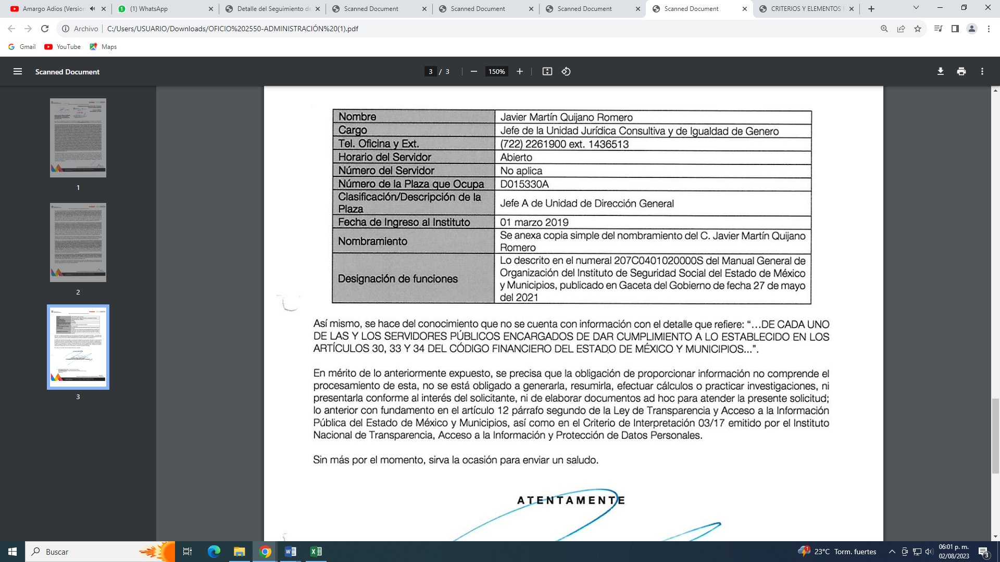 Amargo Adios (Version
(1) WhatsApp
Detalle del Seguimiento de
Scanned Document
Scanned Document
Scanned Document
Scanned Document
CRITERIOS Y ELEMENTOS
Archivo
C:/Users/USUARIO/Downloads/OFICIO%202550-ADMINISTRACIÓN%20(1).pdf
Gmail
YouTube
Maps
Scanned Document
3 / 3
150%
1
2
3
Nombre Javier Martín Quijano Romero
Cargo Jefe de la Unidad Jurídica Consultiva y de Igualdad de Genero
Tel. Oficina y Ext. (722) 2261900 ext. 1436513
Horario del Servidor Abierto
Número del Servidor No aplica
Número de la Plaza que Ocupa D015330A
Clasificación/Descripción de la
Plaza
Jefe A de Unidad de Dirección General
Fecha de Ingreso al Instituto 01 marzo 2019
Nombramiento
Se anexa copia simple del nombramiento del C. Javier Martín Quijano
Romero
Designación de funciones
Lo descrito en el numeral 207C0401020000S del Manual General de
Organización del Instituto de Seguridad Social del Estado de México
y Municipios, publicado en Gaceta del Gobierno de fecha 27 de mayo
del 2021
Así mismo, se hace del conocimiento que no se cuenta con información con el detalle que refiere: “…DE CADA UNO
DE LAS Y LOS SERVIDORES PÚBLICOS ENCARGADOS DE DAR CUMPLIMIENTO A LO ESTABLECIDO EN LOS
ARTÍCULOS 30, 33 Y 34 DEL CÓDIGO FINANCIERO DEL ESTADO DE MÉXICO Y MUNICIPIOS…”.
En mérito de lo anteriormente expuesto, se precisa que la obligación de proporcionar información no comprende el
procesamiento de esta, no se está obligado a generarla, resumirla, efectuar cálculos o practicar investigaciones, ni
presentarla conforme al interés del solicitante, ni de elaborar documentos ad hoc para atender la presente solicitud;
lo anterior con fundamento en el artículo 12 párrafo segundo de la Ley de Transparencia y Acceso a la Información
Pública del Estado de México y Municipios, así como en el Criterio de Interpretación 03/17 emitido por el Instituto
Nacional de Transparencia, Acceso a la Información y Protección de Datos Personales.
Sin más por el momento, sirva la ocasión para enviar un saludo.
ATENTAMENTE
Buscar
23°C Torm. fuertes
06:01 p. m.
02/08/2023
3